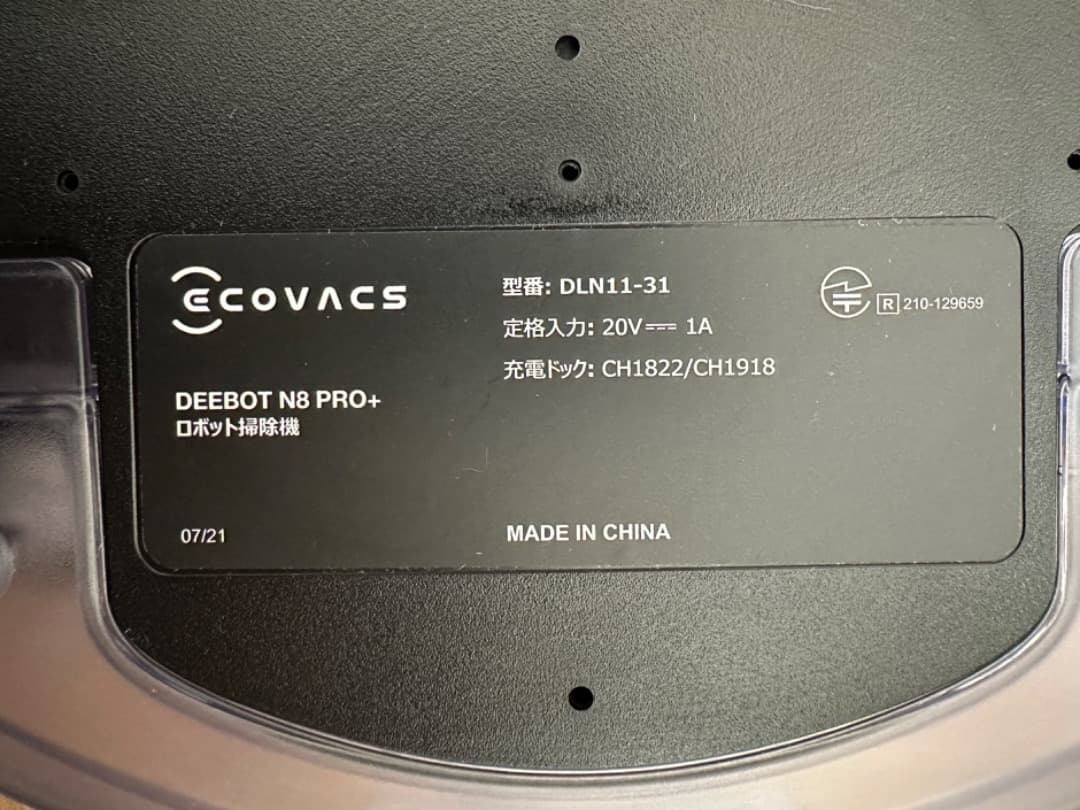 ECOVACS
DEEBOT N8 PRO+
ロボット掃除機
07/21
型番: DLN11-31
定格入力: 20V⎓ 1A
充電ドック: CH1822/CH1918
MADE IN CHINA
R 210-129659